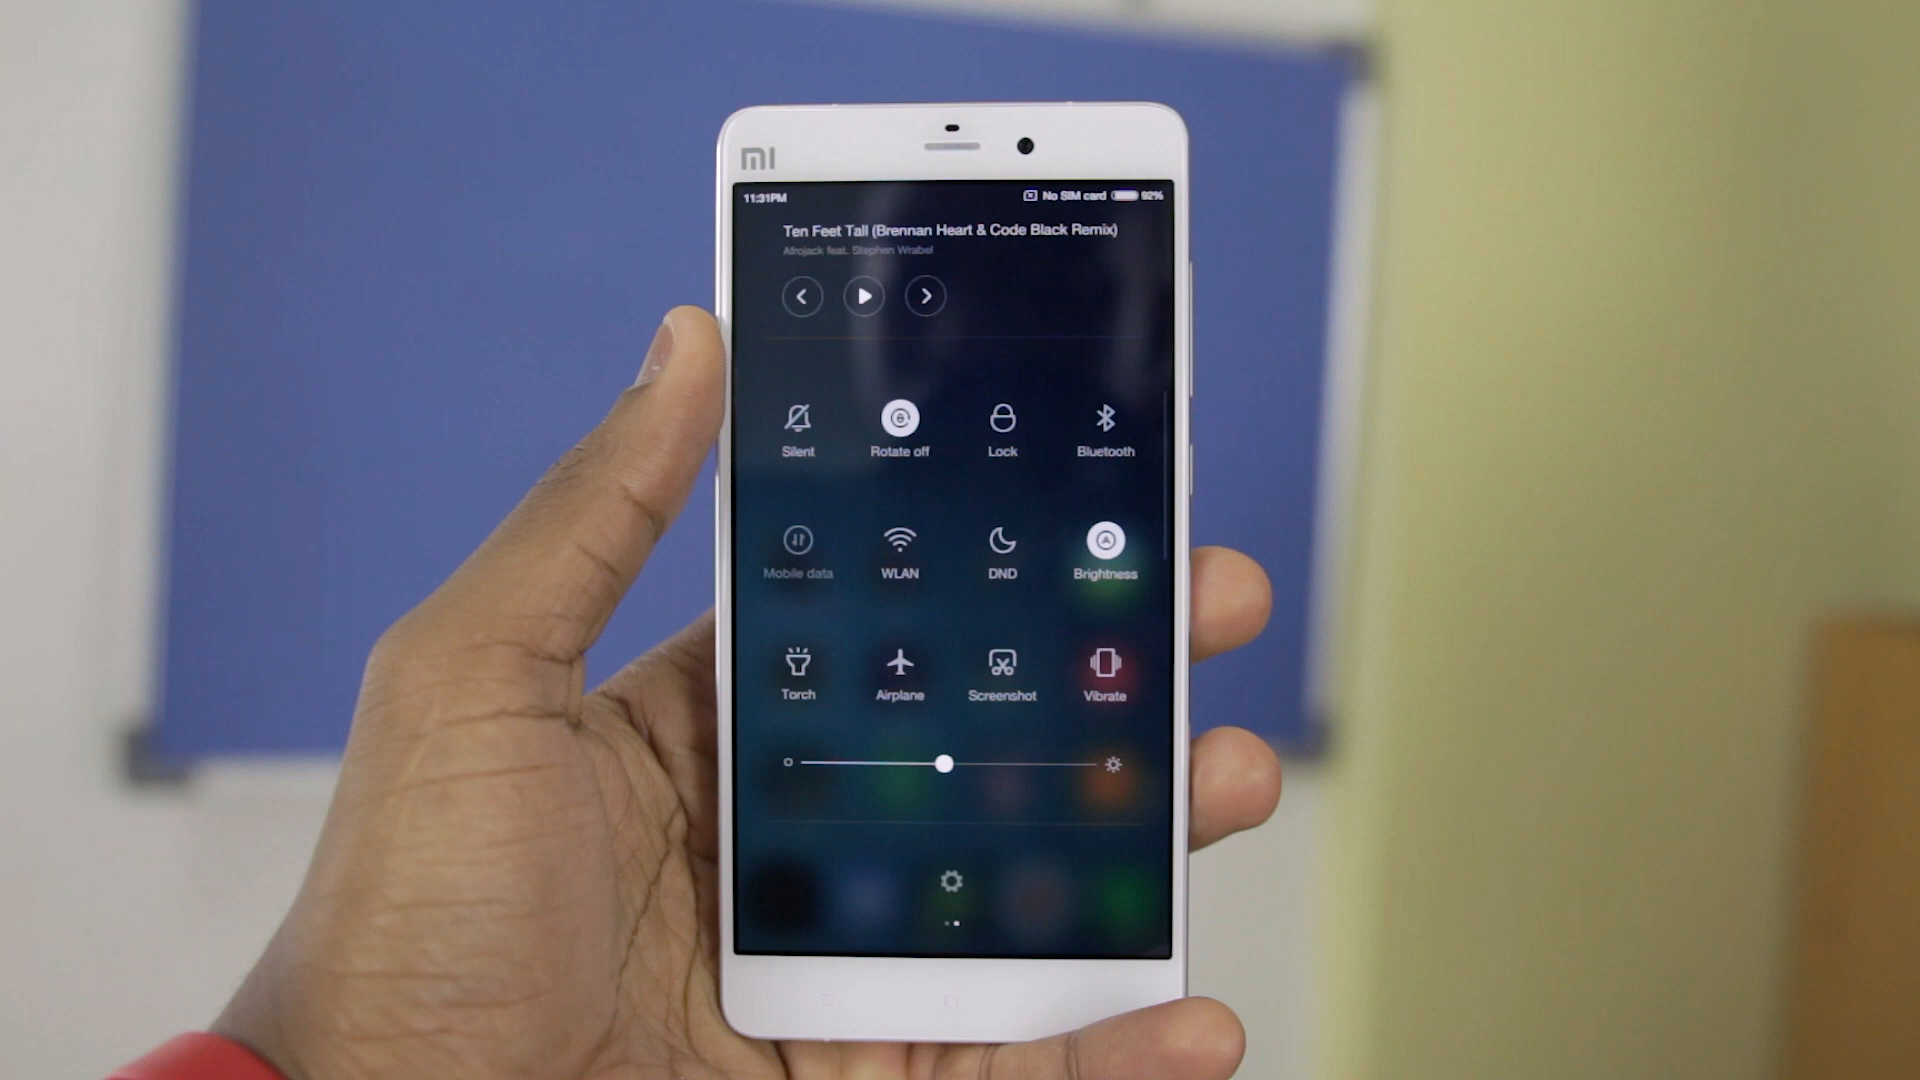 mi
11:31PM No SIM card 92%
Ten Feet Tall (Brennan Heart & Code Black Remix)
Afrojack feat. Stephen Wrabel
Silent Rotate off Lock Bluetooth
Mobile data WLAN DND Brightness
Torch Airplane Screenshot Vibrate